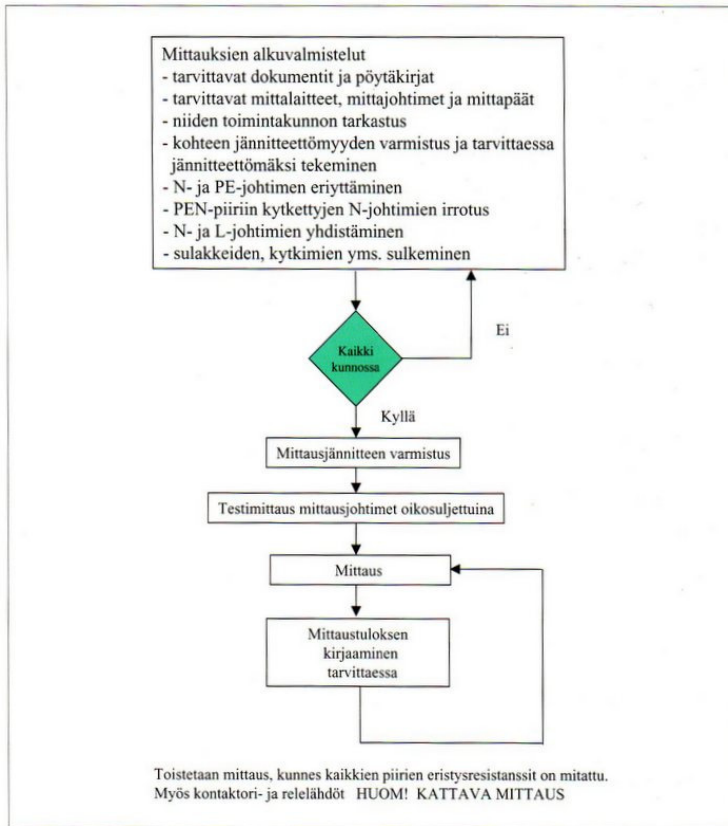 Mittauksien alkuvalmistelut
- tarvittavat dokumentit ja pöytäkirjat
- tarvittavat mittalaitteet, mittajohtimet ja mittapäät
- niiden toimintakunnon tarkastus
- kohteen jännitteettömyyden varmistus ja tarvittaessa
jännitteettömäksi tekeminen
- N- ja PE-johtimen eriyttäminen
- PEN-piiriin kytkettyjen N-johtimien irrotus
- N- ja L-johtimien yhdistäminen
- sulakkeiden, kytkimien yms. sulkeminen
Ei
Kaikki
kunnossa
Kyllä
Mittausjännitteen varmistus
Testimittaus mittausjohtimet oikosuljettuina
Mittaus
Mittaustuloksen
kirjaaminen
tarvittaessa
Toistetaan mittaus, kunnes kaikkien piirien eristysresistanssit on mitattu.
Myös kontaktori- ja relelähdöt HUOM! KATTAVA MITTAUS